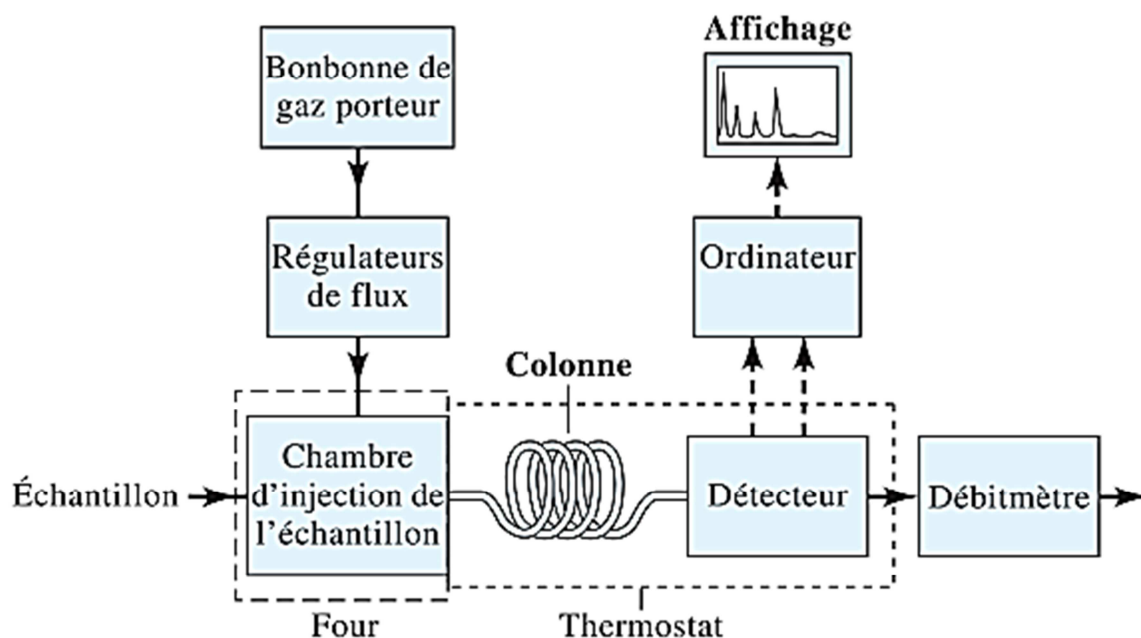 Affichage
Bonbonne de
gaz porteur
Régulateurs
de flux
Ordinateur
Colonne
Échantillon
Chambre
d'injection de
l'échantillon
Détecteur
Débitmètre
Four
Thermostat